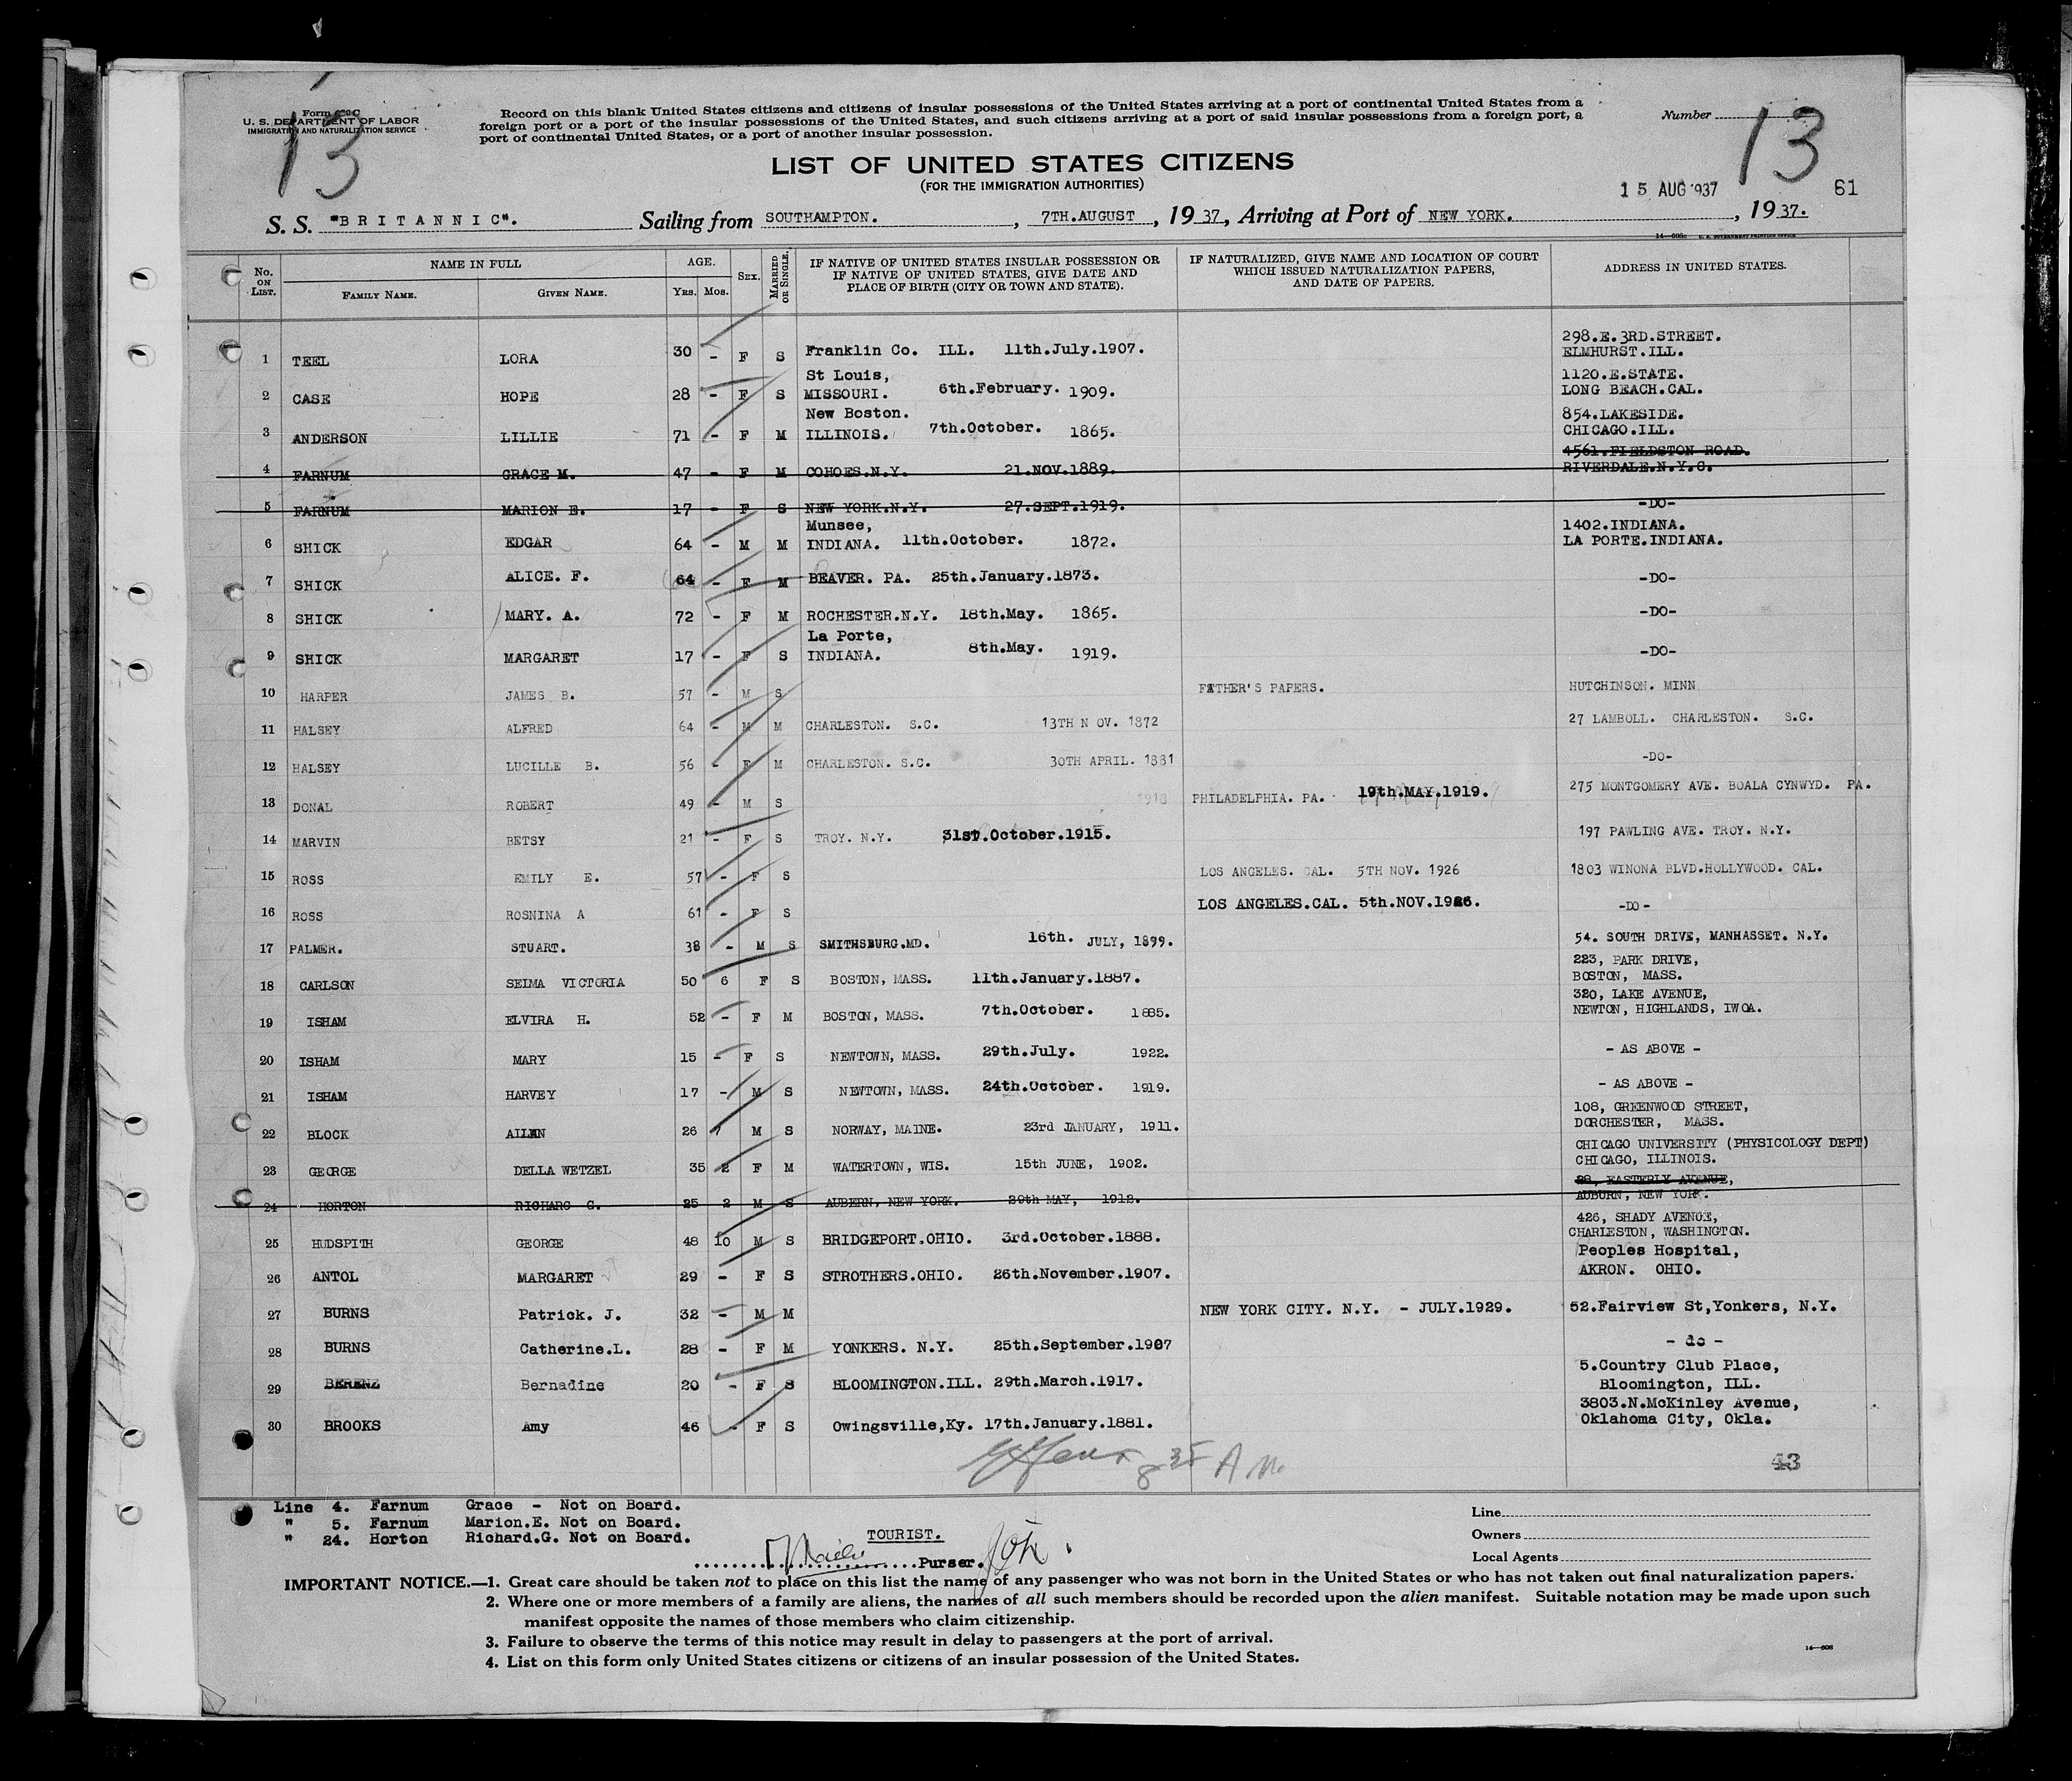 13
Form 630 C
U. S. DEPARTMENT OF LABOR
IMMIGRATION AND NATURALIZATION SERVICE
Record on this blank United States citizens and citizens of insular possessions of the United States arriving at a port of continental United States from a
foreign port or a port of the insular possessions of the United States, and such citizens arriving at a port of said insular possessions from a foreign port, a
port of continental United States, or a port of another insular possession.
Number 13
LIST OF UNITED STATES CITIZENS
(FOR THE IMMIGRATION AUTHORITIES)
15 AUG '937 61
S. S. "BRITANNIC". Sailing from SOUTHAMPTON. , 7TH.AUGUST , 19 37, Arriving at Port of NEW YORK. , 19 37.
14—608c U. S. GOVERNMENT PRINTING OFFICE
No. ON LIST. NAME IN FULL FAMILY NAME. GIVEN NAME. AGE. YRS. MOS. SEX. MARRIED OR SINGLE. IF NATIVE OF UNITED STATES INSULAR POSSESSION OR IF NATIVE OF UNITED STATES, GIVE DATE AND PLACE OF BIRTH (CITY OR TOWN AND STATE). IF NATURALIZED, GIVE NAME AND LOCATION OF COURT WHICH ISSUED NATURALIZATION PAPERS, AND DATE OF PAPERS. ADDRESS IN UNITED STATES.
1 TEEL LORA 30 - F S Franklin Co. ILL. 11th.July.1907. 298.E.3RD.STREET. ELMHURST.ILL.
2 CASE HOPE 28 - F S St Louis, MISSOURI. 6th.February. 1909. 1120.E.STATE. LONG BEACH.CAL.
3 ANDERSON LILLIE 71 - F M New Boston. ILLINOIS. 7th.October. 1865. 854.LAKESIDE. CHICAGO.ILL.
4 FARNUM GRACE M. 47 - F M COHOES.N.Y. 21.NOV.1889. 4561.FIELDSTON ROAD. RIVERDALE.N.Y.C.
5 FARNUM MARION E. 17 - F S NEW YORK.N.Y. 27.SEPT.1919. -DO-
6 SHICK EDGAR 64 - M M Munsee, INDIANA. 11th.October. 1872. 1402.INDIANA. LA PORTE.INDIANA.
7 SHICK ALICE. F. 64 - F M BEAVER. PA. 25th.January.1873. -DO-
8 SHICK MARY. A. 72 - F M ROCHESTER.N.Y. 18th.May. 1865. -DO-
9 SHICK MARGARET 17 - F S La Porte, INDIANA. 8th.May. 1919. -DO-
10 HARPER JAMES B. 57 - M S FATHER'S PAPERS. HUTCHINSON. MINN
11 HALSEY ALFRED 64 - M M CHARLESTON. S.C. 13TH N OV. 1872 27 LAMBOLL. CHARLESTON. S.C.
12 HALSEY LUCILLE B. 56 - F M CHARLESTON. S.C. 30TH APRIL. 1881 -DO-
13 DONAL ROBERT 49 - M S PHILADELPHIA. PA. 19th.MAY.1919. 275 MONTGOMERY AVE. BOALA CYNWYD. PA.
14 MARVIN BETSY 21 - F S TROY. N.Y. 31st.October.1915. 197 PAWLING AVE. TROY. N.Y.
15 ROSS EMILY E. 57 - F S LOS ANGELES. CAL. 5TH NOV. 1926 1803 WINONA BLVD.HOLLYWOOD. CAL.
16 ROSS ROSNINA A 61 - F S LOS ANGELES.CAL. 5th.NOV.1926. -DO-
17 PALMER. STUART. 38 - M S SMITHSBURG.MD. 16th. JULY, 1899. 54. SOUTH DRIVE, MANHASSET. N.Y.
18 CARLSON SEIMA VICTORIA 50 6 F S BOSTON, MASS. 11th.January.1887. 223, PARK DRIVE, BOSTON, MASS.
19 ISHAM ELVIRA H. 52 - F M BOSTON, MASS. 7th.October. 1885. 320, LAKE AVENUE, NEWTON, HIGHLANDS, IWOA.
20 ISHAM MARY 15 - F S NEWTOWN, MASS. 29th.July. 1922. - AS ABOVE -
21 ISHAM HARVEY 17 - M S NEWTOWN, MASS. 24th.October. 1919. - AS ABOVE -
22 BLOCK ALLAN 26 7 M S NORWAY, MAINE. 23rd JANUARY, 1911. 108, GREENWOOD STREET, DORCHESTER, MASS.
23 GEORGE DELLA WETZEL 35 2 F M WATERTOWN, WIS. 15th JUNE, 1902. CHICAGO UNIVERSITY (PHYSICOLOGY DEPT) CHICAGO, ILLINOIS.
24 HORTON RICHARG G. 25 2 M S AUBERN, NEW YORK. 29th MAY, 1912. 28, EASTERLY AVENUE, AUBURN, NEW YORK.
25 HUDSPITH GEORGE 48 10 M S BRIDGEPORT.OHIO. 3rd.October.1888. 426, SHADY AVENUE, CHARLESTON, WASHINGTON.
26 ANTOL MARGARET 29 - F S STROTHERS.OHIO. 26th.November.1907. Peoples Hospital, AKRON. OHIO.
27 BURNS Patrick. J. 32 - M M NEW YORK CITY. N.Y. - JULY.1929. 52.Fairview St,Yonkers, N.Y.
28 BURNS Catherine.L. 28 - F M YONKERS. N.Y. 25th.September.1907 - do -
29 BERENZ Bernadine 20 - F S BLOOMINGTON.ILL. 29th.March.1917. 5.Country Club Place, Bloomington, ILL.
30 BROOKS Amy 46 - F S Owingsville,Ky. 17th.January.1881. 3803.N.McKinley Avenue, Oklahoma City, Okla.
8 35 A M
43
Line 4. Farnum Grace - Not on Board.
" 5. Farnum Marion.E. Not on Board.
" 24. Horton Richard.G. Not on Board.
TOURIST.
Purser.
Line
Owners
Local Agents
IMPORTANT NOTICE.—1. Great care should be taken not to place on this list the name of any passenger who was not born in the United States or who has not taken out final naturalization papers.
2. Where one or more members of a family are aliens, the names of all such members should be recorded upon the alien manifest. Suitable notation may be made upon such
manifest opposite the names of those members who claim citizenship.
3. Failure to observe the terms of this notice may result in delay to passengers at the port of arrival.
4. List on this form only United States citizens or citizens of an insular possession of the United States.
14—608